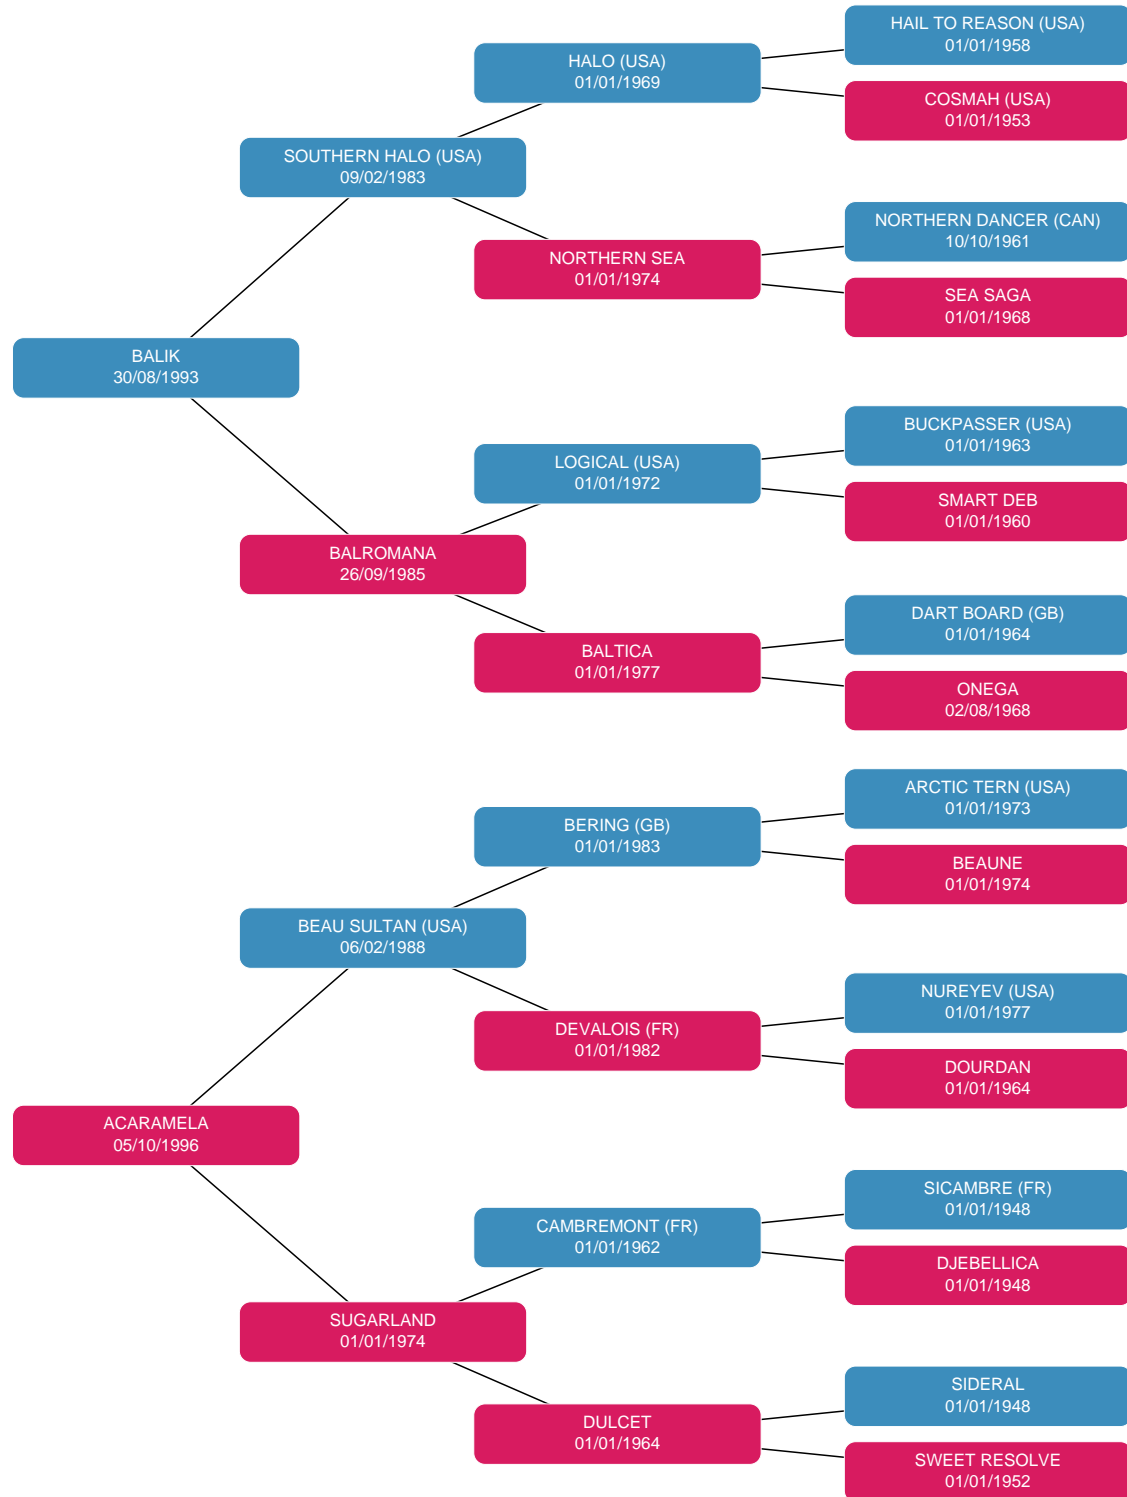 HAIL TO REASON (USA)
01/01/1958
HALO (USA)
01/01/1969
COSMAH (USA)
01/01/1953
SOUTHERN HALO (USA)
09/02/1983
NORTHERN DANCER (CAN)
10/10/1961
NORTHERN SEA
01/01/1974
SEA SAGA
01/01/1968
BALIK
30/08/1993
BUCKPASSER (USA)
01/01/1963
LOGICAL (USA)
01/01/1972
SMART DEB
01/01/1960
BALROMANA
26/09/1985
DART BOARD (GB)
01/01/1964
BALTICA
01/01/1977
ONEGA
02/08/1968
ARCTIC TERN (USA)
01/01/1973
BERING (GB)
01/01/1983
BEAUNE
01/01/1974
BEAU SULTAN (USA)
06/02/1988
NUREYEV (USA)
01/01/1977
DEVALOIS (FR)
01/01/1982
DOURDAN
01/01/1964
ACARAMELA
05/10/1996
SICAMBRE (FR)
01/01/1948
CAMBREMONT (FR)
01/01/1962
DJEBELLICA
01/01/1948
SUGARLAND
01/01/1974
SIDERAL
01/01/1948
DULCET
01/01/1964
SWEET RESOLVE
01/01/1952